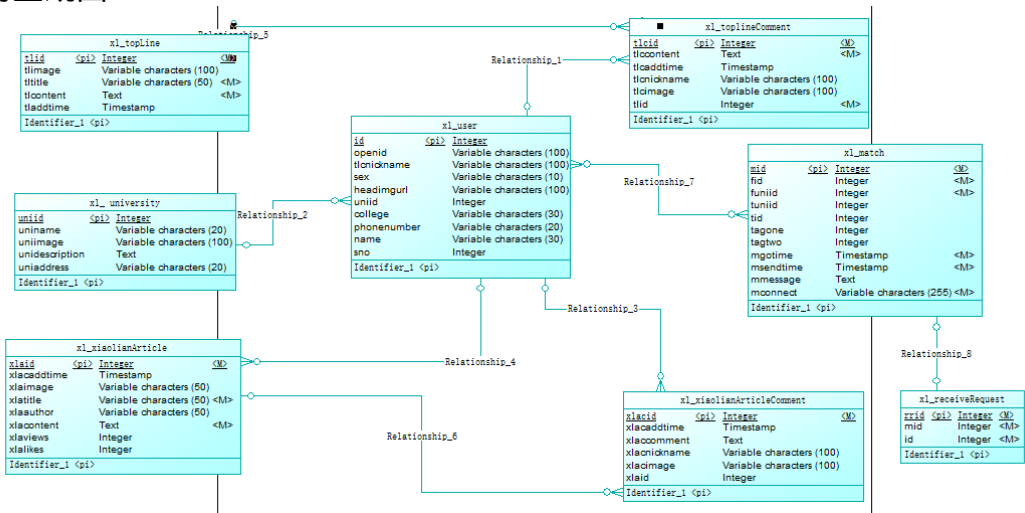 Relationship_5
xl_topLine
tlid <pi> Integer <M>
tlimage Variable characters (100)
tltitle Variable characters (50) <M>
tlcontent Text <M>
tladdtime Timestamp
Identifier_1 <pi>
xl_toplineComment
tlcid <pi> Integer <M>
tlccontent Text <M>
tlcaddtime Timestamp
tlcnickname Variable characters (100)
tlcimage Variable characters (100)
tlid Integer <M>
Identifier_1 <pi>
Relationship_1
xl_user
id <pi> Integer
openid Variable characters (100)
tlcnickname Variable characters (100)
sex Variable characters (10)
headimgurl Variable characters (100)
uniid Integer
college Variable characters (30)
phonenumber Variable characters (20)
name Variable characters (30)
sno Integer
Identifier_1 <pi>
xl_match
mid <pi> Integer <M>
fid Integer <M>
funiid Integer <M>
tuniid Integer
tid Integer
tagone Integer
tagtwo Integer
mgotime Timestamp <M>
msendtime Timestamp <M>
mmessage Text
mconnect Variable characters (255) <M>
Identifier_1 <pi>
Relationship_7
xl_ university
uniid <pi> Integer
uniname Variable characters (20)
uniimage Variable characters (100)
unidescription Text
uniaddress Variable characters (20)
Identifier_1 <pi>
Relationship_2
Relationship_3
Relationship_4
Relationship_8
xl_xiaolianArticle
xlaid <pi> Integer <M>
xlacaddtime Timestamp
xlaimage Variable characters (50)
xlatitle Variable characters (50) <M>
xlaauthor Variable characters (50)
xlacontent Text <M>
xlaviews Integer
xlalikes Integer
Identifier_1 <pi>
Relationship_6
xl_xiaolianArticleComment
xlacid <pi> Integer <M>
xlacaddtime Timestamp
xlaccomment Text
xlacnickname Variable characters (100)
xlacimage Variable characters (100)
xlaid Integer
Identifier_1 <pi>
xl_receiveRequest
rrid <pi> Integer <M>
mid Integer <M>
id Integer <M>
Identifier_1 <pi>